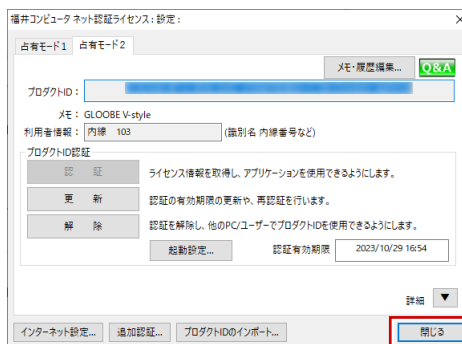 福井コンピュータ ネット認証ライセンス：設定：
占有モード1 占有モード2
メモ・履歴編集... Q&A
プロダクトID：
メモ： GLOOBE V-style
利用者情報： 内線 103 (識別名 内線番号など)
プロダクトID認証
認 証 ライセンス情報を取得し、アプリケーションを使用できるようにします。
更 新 認証の有効期限の更新や、再認証を行います。
解 除 認証を解除し、他のPC/ユーザーでプロダクトIDを使用できるようにします。
起動設定... 認証有効期限 2023/10/29 16:54
詳細 ▼
インターネット設定... 追加認証... プロダクトIDのインポート... 閉じる